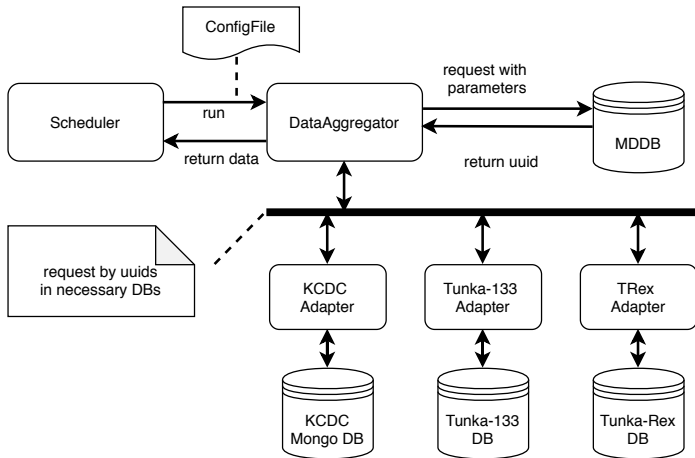 ConfigFile
Scheduler
run
return data
DataAggregator
request with
parameters
return uuid
MDDB
request by uuids
in necessary DBs
KCDC
Adapter
Tunka-133
Adapter
TRex
Adapter
KCDC
Mongo DB
Tunka-133
DB
Tunka-Rex
DB